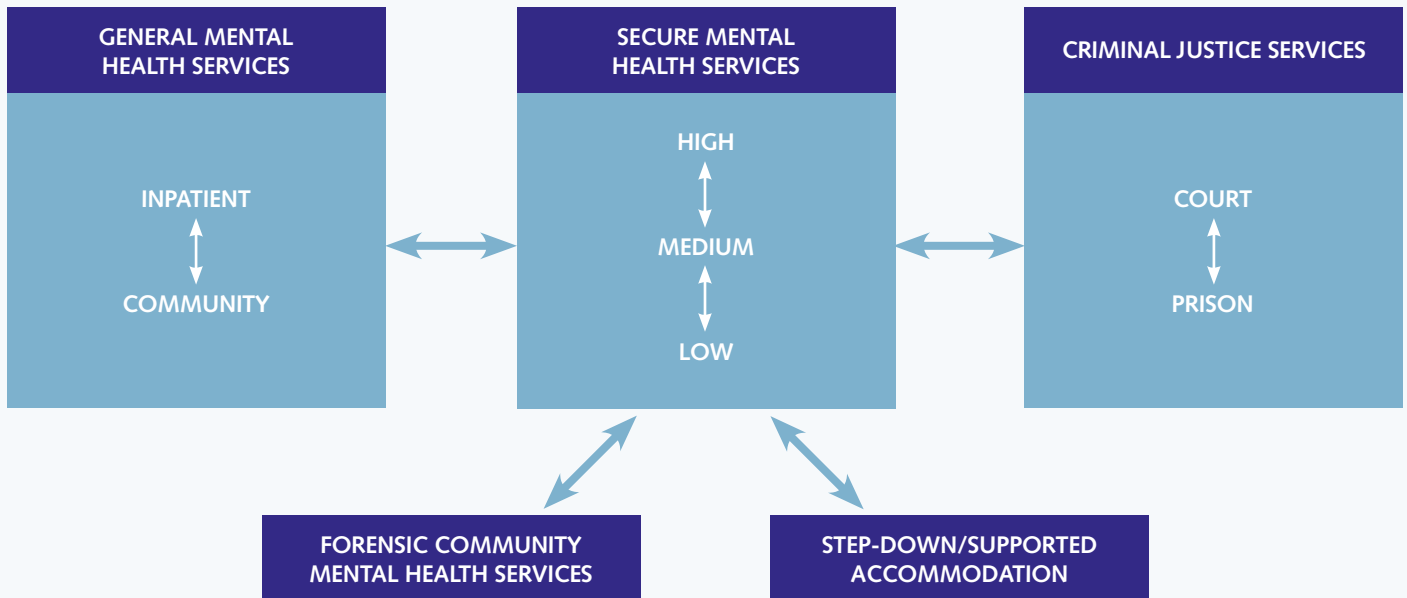 GENERAL MENTAL
HEALTH SERVICES
INPATIENT
COMMUNITY
SECURE MENTAL
HEALTH SERVICES
HIGH
MEDIUM
LOW
CRIMINAL JUSTICE SERVICES
COURT
PRISON
FORENSIC COMMUNITY
MENTAL HEALTH SERVICES
STEP-DOWN/SUPPORTED
ACCOMMODATION